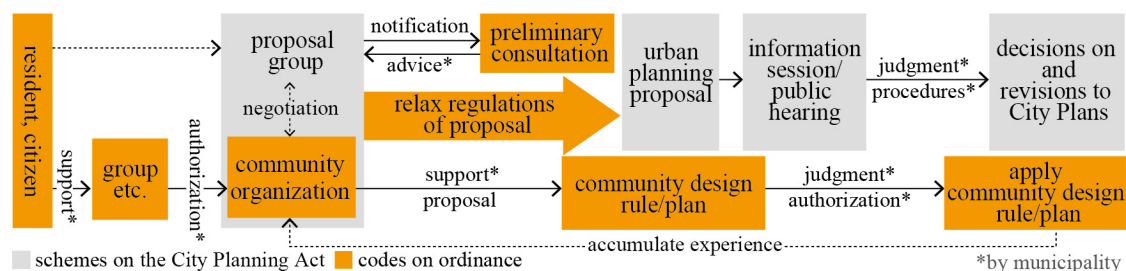 resident, citizen
support*
group
etc.
authorization*
proposal
group
negotiation
community
organization
notification
advice*
preliminary
consultation
relax regulations
of proposal
urban
planning
proposal
information
session/
public
hearing
judgment*
procedures*
decisions on
and
revisions to
City Plans
support*
proposal
community design
rule/plan
judgment*
authorization*
apply
community design
rule/plan
accumulate experience
schemes on the City Planning Act
codes on ordinance
*by municipality